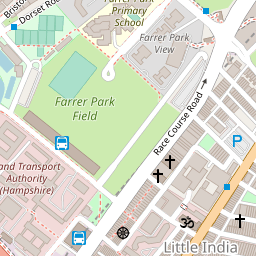 Bristo
Dorset Road
Farrer Park
Primary
School
Farrer Park
View
Farrer Park
Field
Race Course Road
P
and Transport
Authority
(Hampshire)
ॐ
Little India